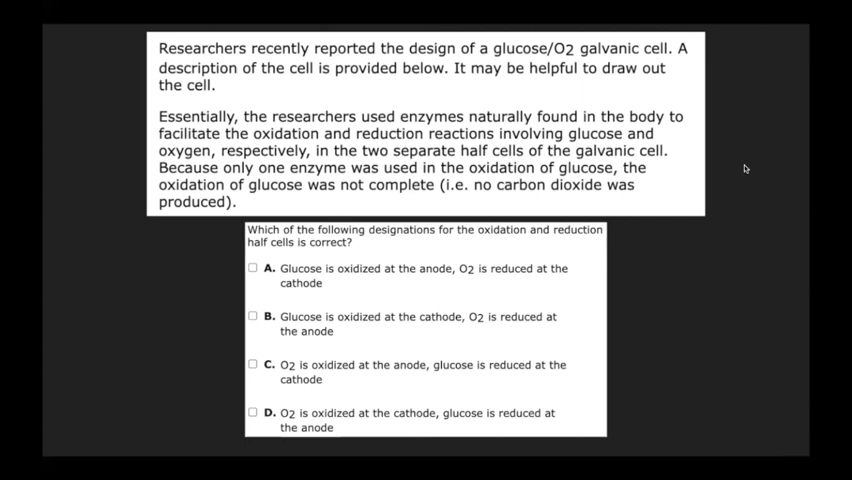 Researchers recently reported the design of a glucose/O2 galvanic cell. A
description of the cell is provided below. It may be helpful to draw out
the cell.
Essentially, the researchers used enzymes naturally found in the body to
facilitate the oxidation and reduction reactions involving glucose and
oxygen, respectively, in the two separate half cells of the galvanic cell.
Because only one enzyme was used in the oxidation of glucose, the
oxidation of glucose was not complete (i.e. no carbon dioxide was
produced).
Which of the following designations for the oxidation and reduction
half cells is correct?
A. Glucose is oxidized at the anode, O2 is reduced at the
cathode
B. Glucose is oxidized at the cathode, O2 is reduced at
the anode
C. O2 is oxidized at the anode, glucose is reduced at the
cathode
D. O2 is oxidized at the cathode, glucose is reduced at
the anode